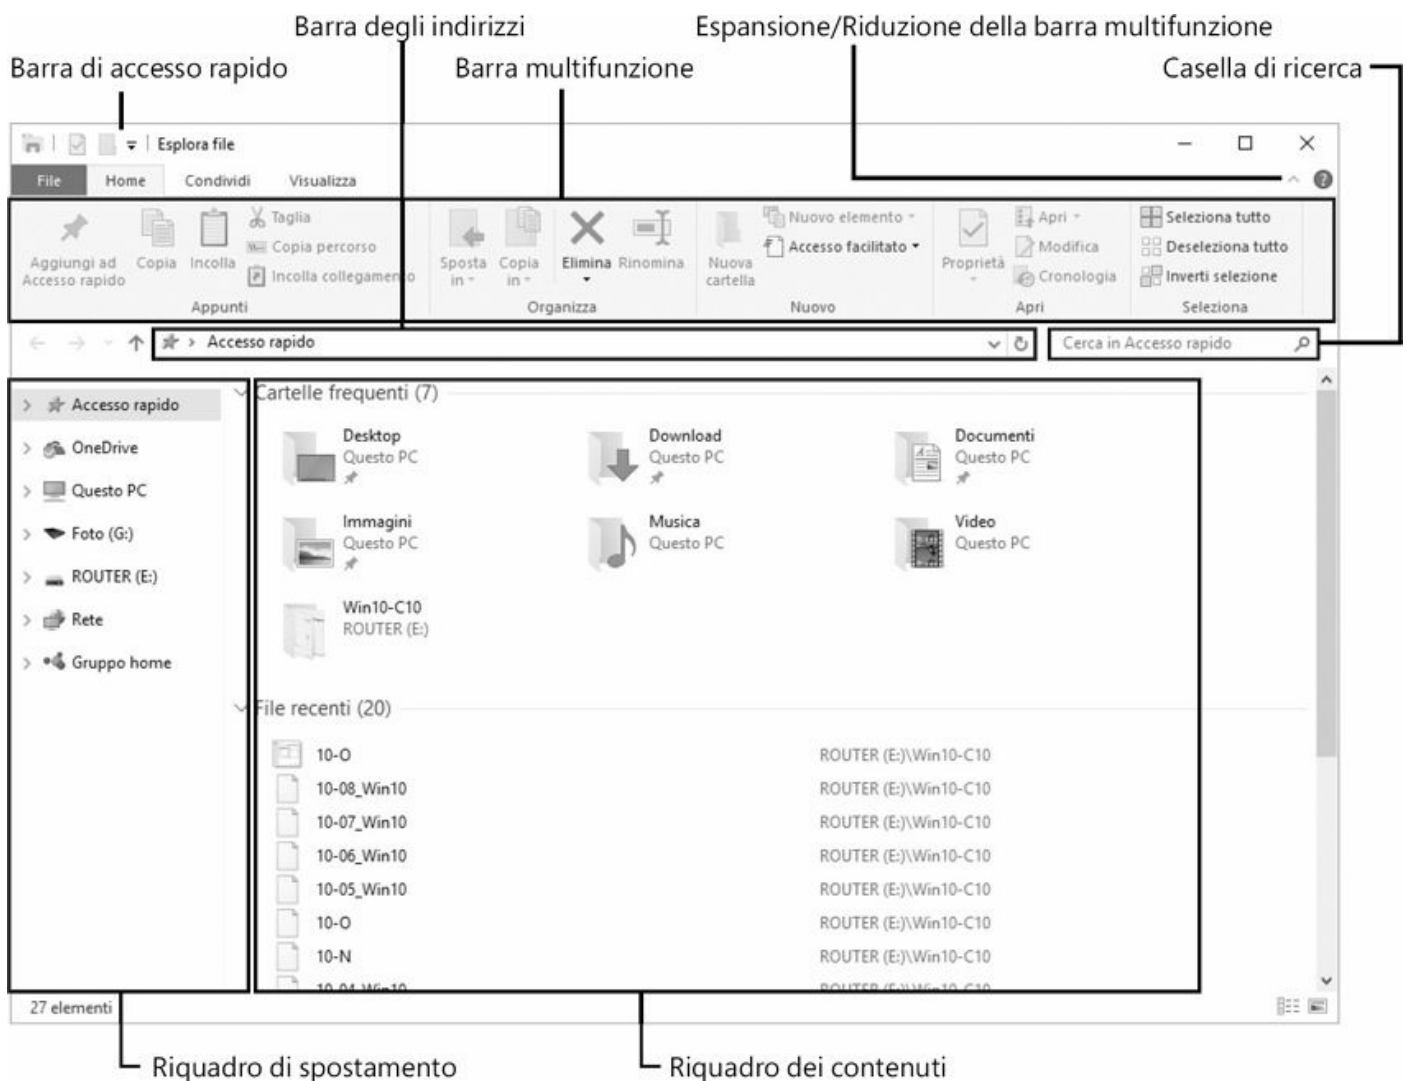 Barra degli indirizzi
Espansione/Riduzione della barra multifunzione
Barra di accesso rapido
Barra multifunzione
Casella di ricerca
Esplora file
File Home Condividi Visualizza
Aggiungi ad
Accesso rapido
Copia
Incolla
Taglia
Copia percorso
Incolla collegamento
Appunti
Sposta
in
Copia
in
Elimina
Rinomina
Organizza
Nuova
cartella
Nuovo elemento
Accesso facilitato
Nuovo
Proprietà
Apri
Modifica
Cronologia
Apri
Seleziona tutto
Deseleziona tutto
Inverti selezione
Seleziona
Accesso rapido
Cerca in Accesso rapido
Accesso rapido
OneDrive
Questo PC
Foto (G:)
ROUTER (E:)
Rete
Gruppo home
Cartelle frequenti (7)
Desktop
Questo PC
Download
Questo PC
Documenti
Questo PC
Immagini
Questo PC
Musica
Questo PC
Video
Questo PC
Win10-C10
ROUTER (E:)
File recenti (20)
10-O ROUTER (E:)\Win10-C10
10-08_Win10 ROUTER (E:)\Win10-C10
10-07_Win10 ROUTER (E:)\Win10-C10
10-06_Win10 ROUTER (E:)\Win10-C10
10-05_Win10 ROUTER (E:)\Win10-C10
10-O ROUTER (E:)\Win10-C10
10-N ROUTER (E:)\Win10-C10
10-04_Win10 ROUTER (E:)\Win10-C10
27 elementi
Riquadro di spostamento
Riquadro dei contenuti